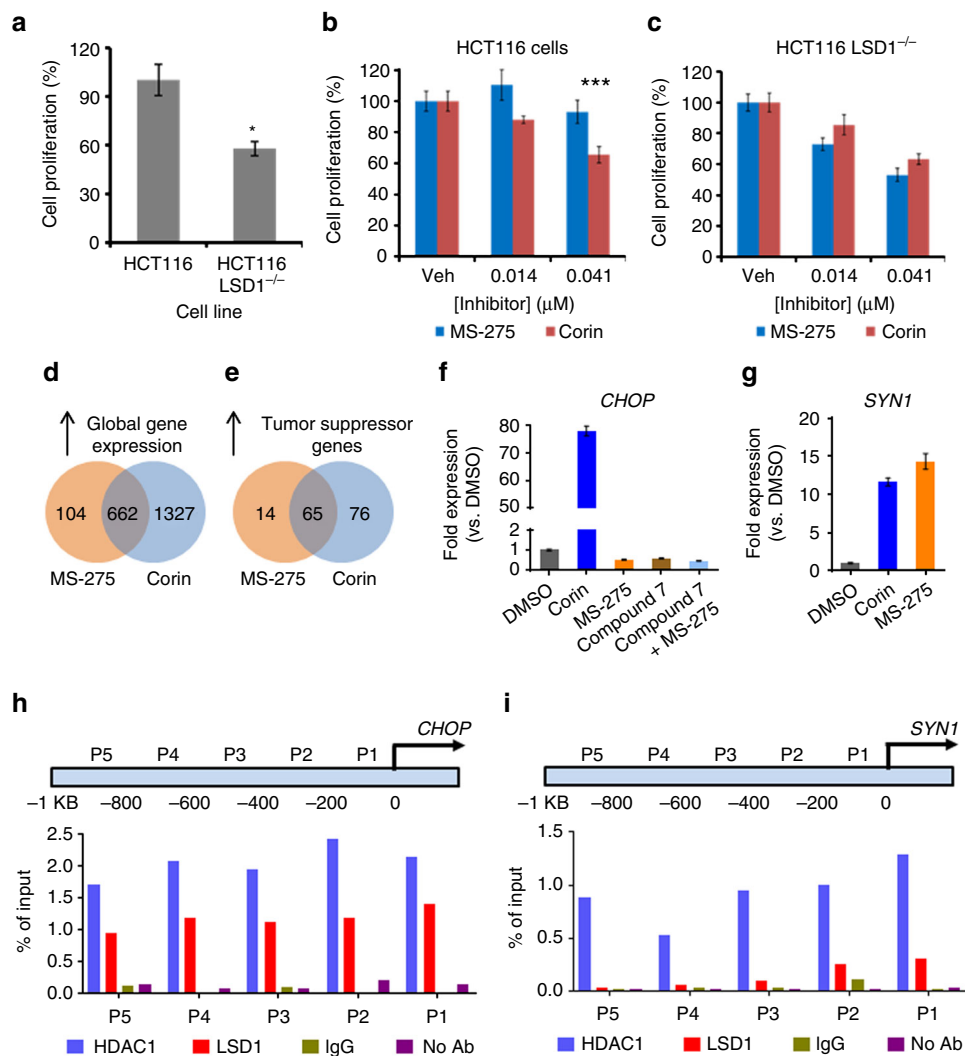 a
120
90
60
30
0
Cell proliferation (%)
*
HCT116
HCT116
LSD1–/–
Cell line
b
HCT116 cells
120
100
80
60
40
20
0
Cell proliferation (%)
***
Veh
0.014
0.041
[Inhibitor] (μM)
MS-275
Corin
c
HCT116 LSD1–/–
120
100
80
60
40
20
0
Cell proliferation (%)
Veh
0.014
0.041
[Inhibitor] (μM)
MS-275
Corin
d
Global gene
expression
104
662
1327
MS-275
Corin
e
Tumor suppressor
genes
14
65
76
MS-275
Corin
f
CHOP
Fold expression
(vs. DMSO)
80
70
60
50
2
1
0
DMSO
Corin
MS-275
Compound 7
Compound 7
+ MS-275
g
SYN1
Fold expression
(vs. DMSO)
20
15
10
5
0
DMSO
Corin
MS-275
h
CHOP
P5 P4 P3 P2 P1
–1 KB –800 –600 –400 –200 0
2.5
2.0
1.5
1.0
0.5
0.0
% of input
P5 P4 P3 P2 P1
HDAC1 LSD1 IgG No Ab
i
SYN1
P5 P4 P3 P2 P1
–1 KB –800 –600 –400 –200 0
1.5
1.0
0.5
0.0
% of input
P5 P4 P3 P2 P1
HDAC1 LSD1 IgG No Ab